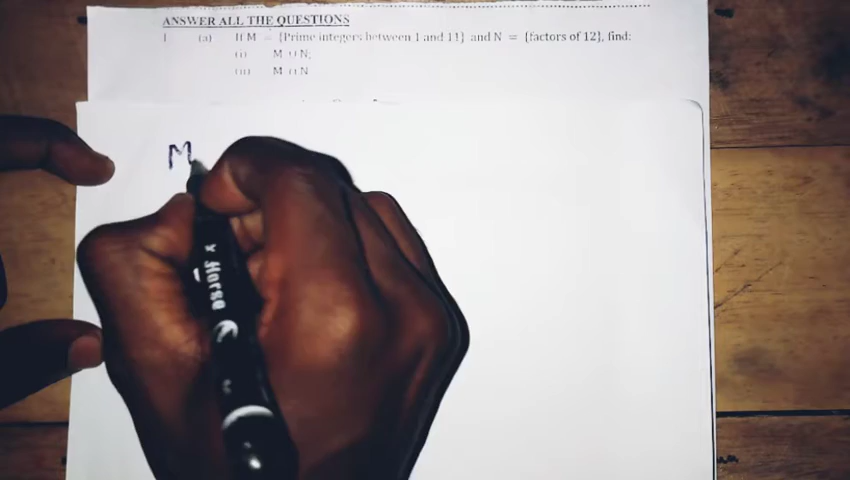 ANSWER ALL THE QUESTIONS
1 (a) If M = {Prime integers between 1 and 11} and N = {factors of 12}, find:
(i) M ∪ N;
(ii) M ∩ N
M
Horse